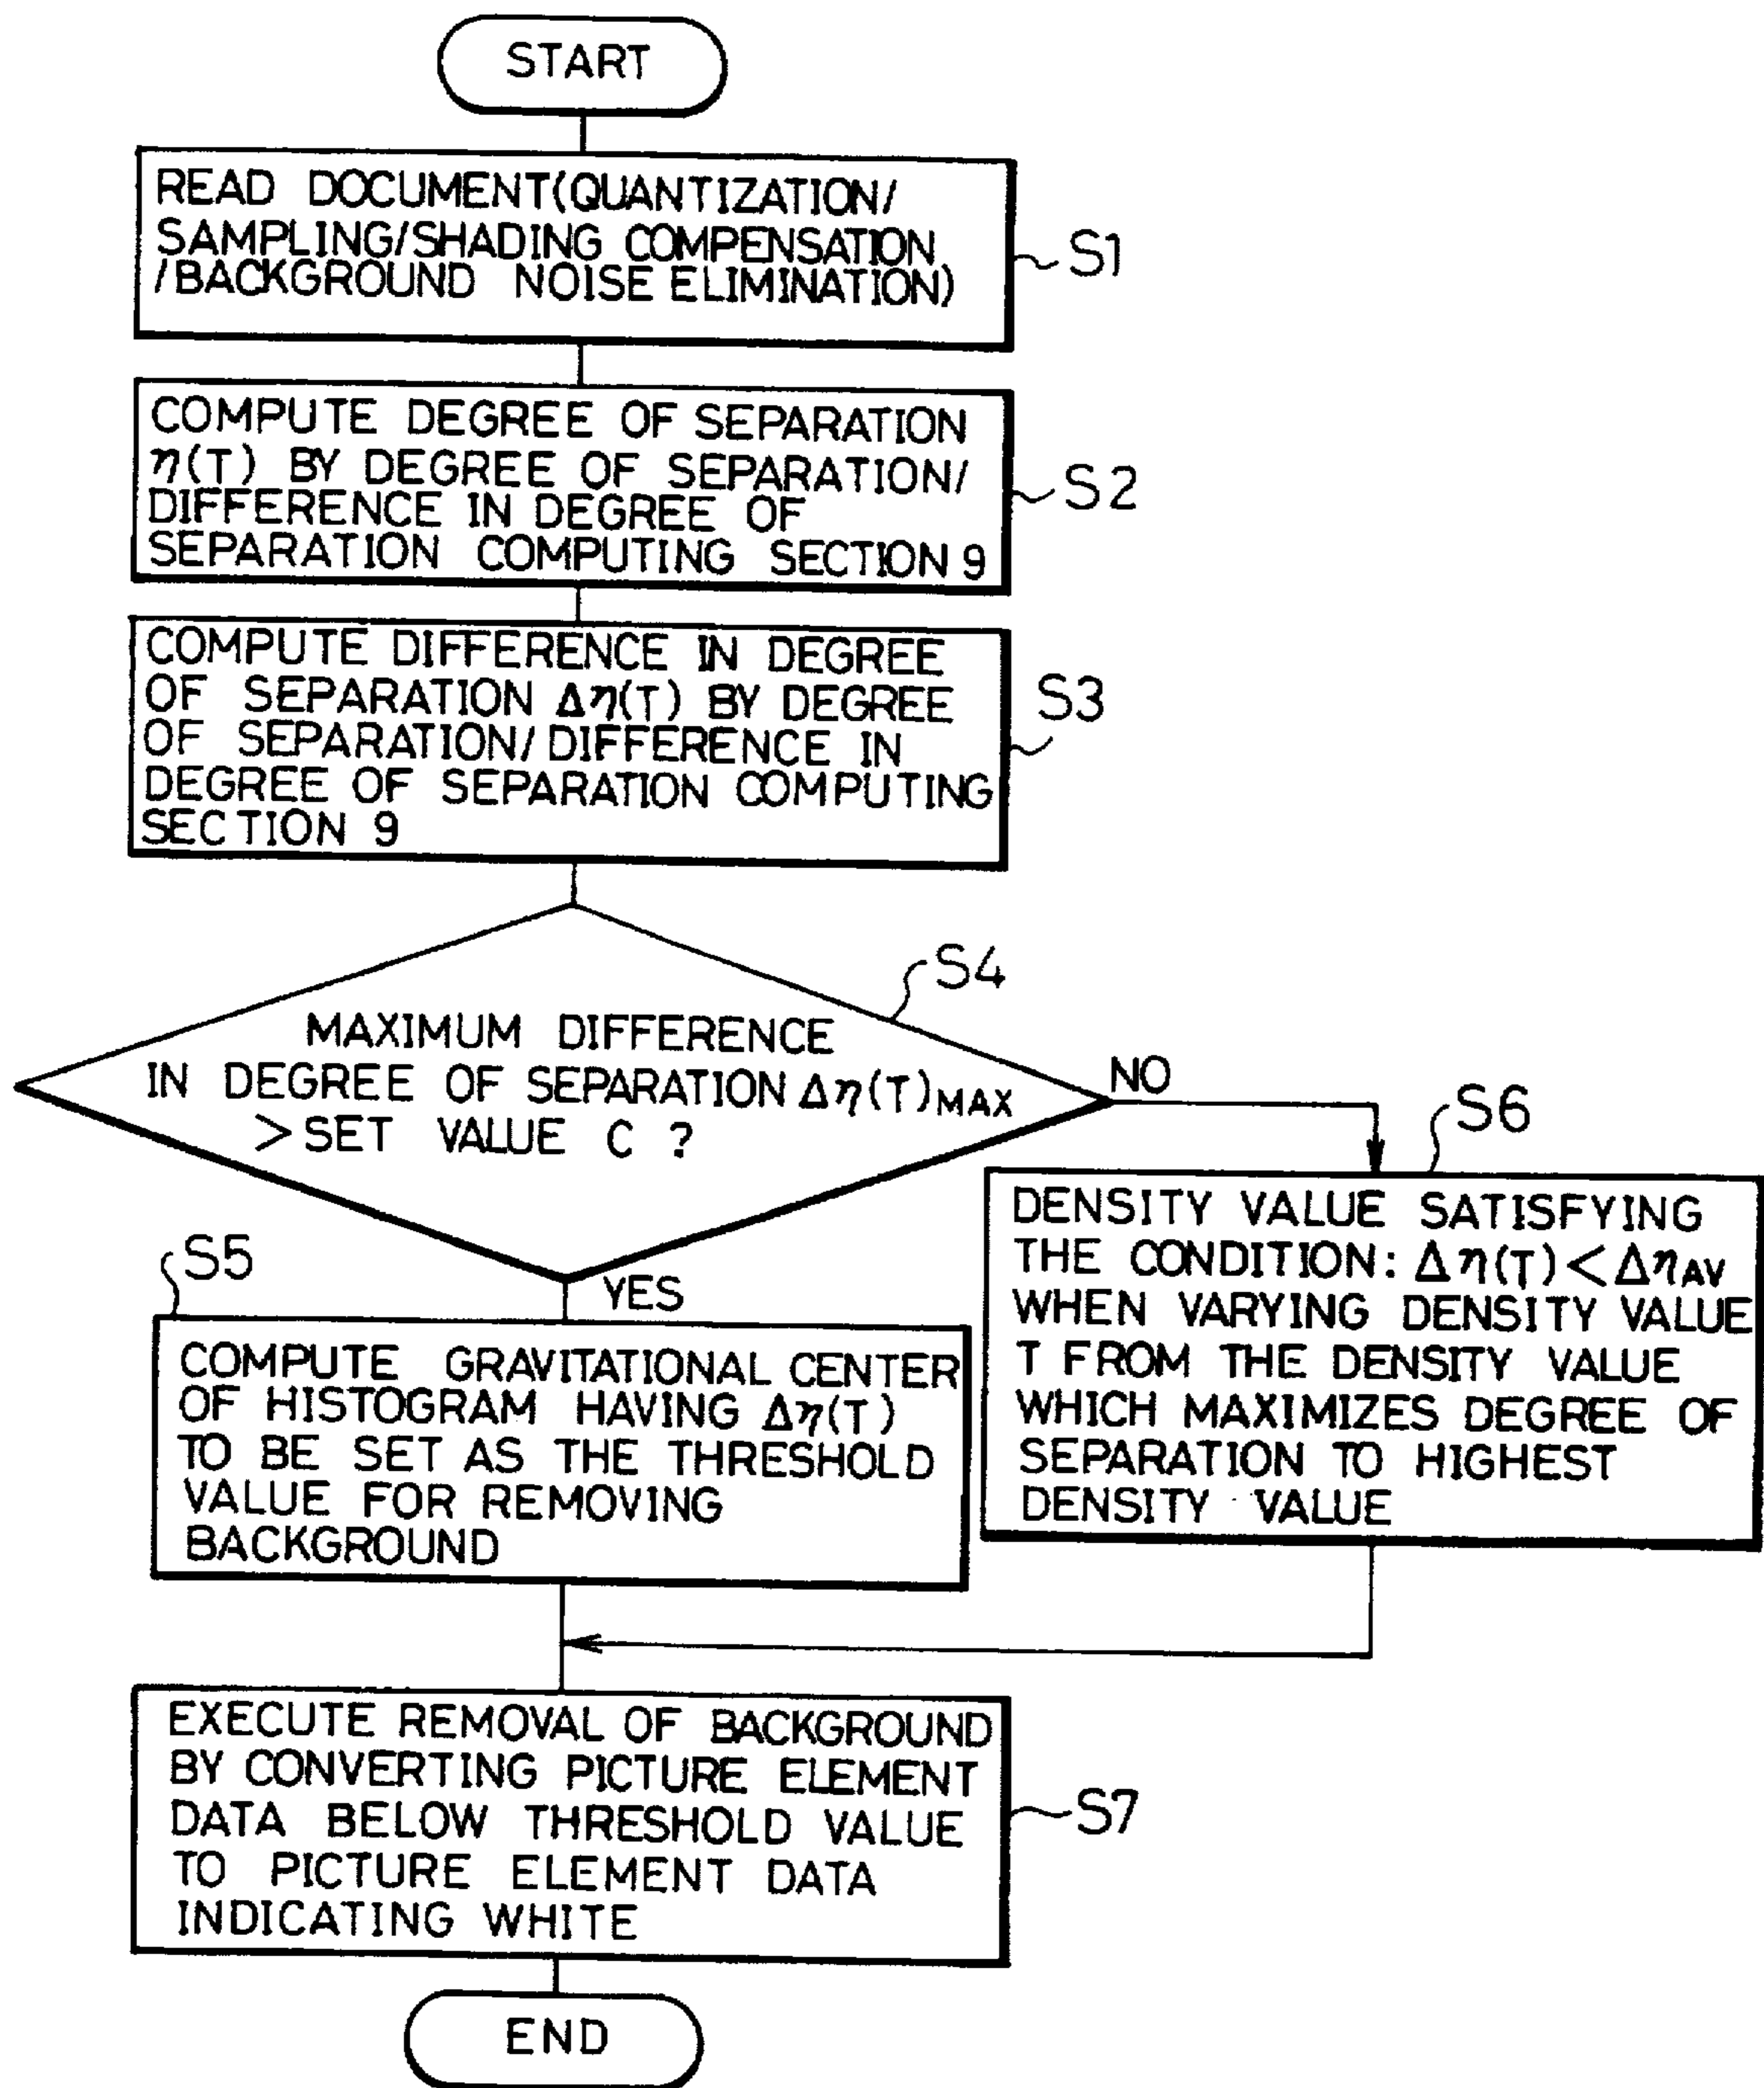 START
READ DOCUMENT(QUANTIZATION/
SAMPLING/SHADING COMPENSATION
/BACKGROUND NOISE ELIMINATION)
S1
COMPUTE DEGREE OF SEPARATION
η(T) BY DEGREE OF SEPARATION/
DIFFERENCE IN DEGREE OF
SEPARATION COMPUTING SECTION 9
S2
COMPUTE DIFFERENCE IN DEGREE
OF SEPARATION Δη(T) BY DEGREE
OF SEPARATION/DIFFERENCE IN
DEGREE OF SEPARATION COMPUTING
SECTION 9
S3
S4
MAXIMUM DIFFERENCE
IN DEGREE OF SEPARATION Δη(T)MAX
>SET VALUE C ?
NO
YES
S5
COMPUTE GRAVITATIONAL CENTER
OF HISTOGRAM HAVING Δη(T)
TO BE SET AS THE THRESHOLD
VALUE FOR REMOVING
BACKGROUND
S6
DENSITY VALUE SATISFYING
THE CONDITION: Δη(T)<ΔηAV
WHEN VARYING DENSITY VALUE
T FROM THE DENSITY VALUE
WHICH MAXIMIZES DEGREE OF
SEPARATION TO HIGHEST
DENSITY VALUE
EXECUTE REMOVAL OF BACKGROUND
BY CONVERTING PICTURE ELEMENT
DATA BELOW THRESHOLD VALUE
TO PICTURE ELEMENT DATA
INDICATING WHITE
S7
END